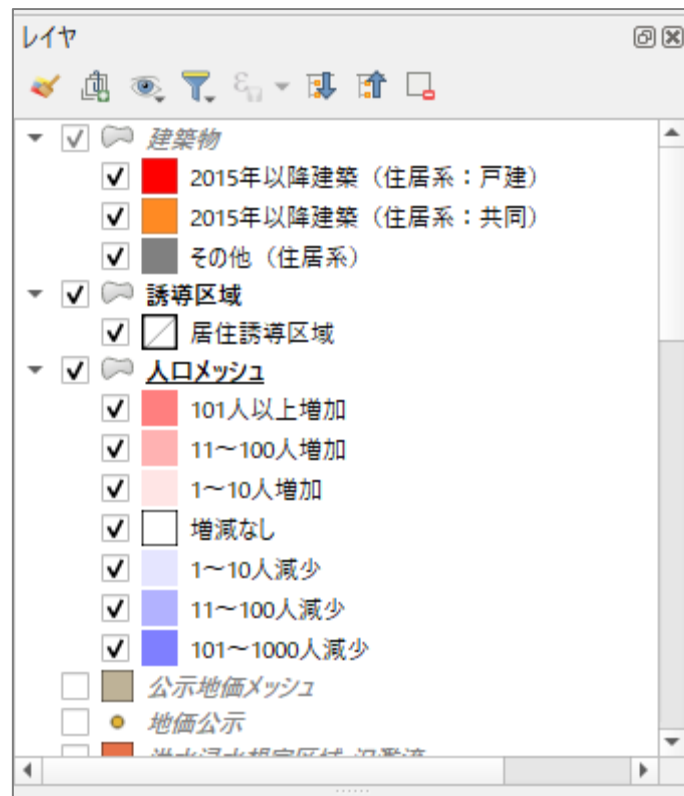 レイヤ
建築物
2015年以降建築（住居系：戸建）
2015年以降建築（住居系：共同）
その他（住居系）
誘導区域
居住誘導区域
人口メッシュ
101人以上増加
11～100人増加
1～10人増加
増減なし
1～10人減少
11～100人減少
101～1000人減少
公示地価メッシュ
地価公示